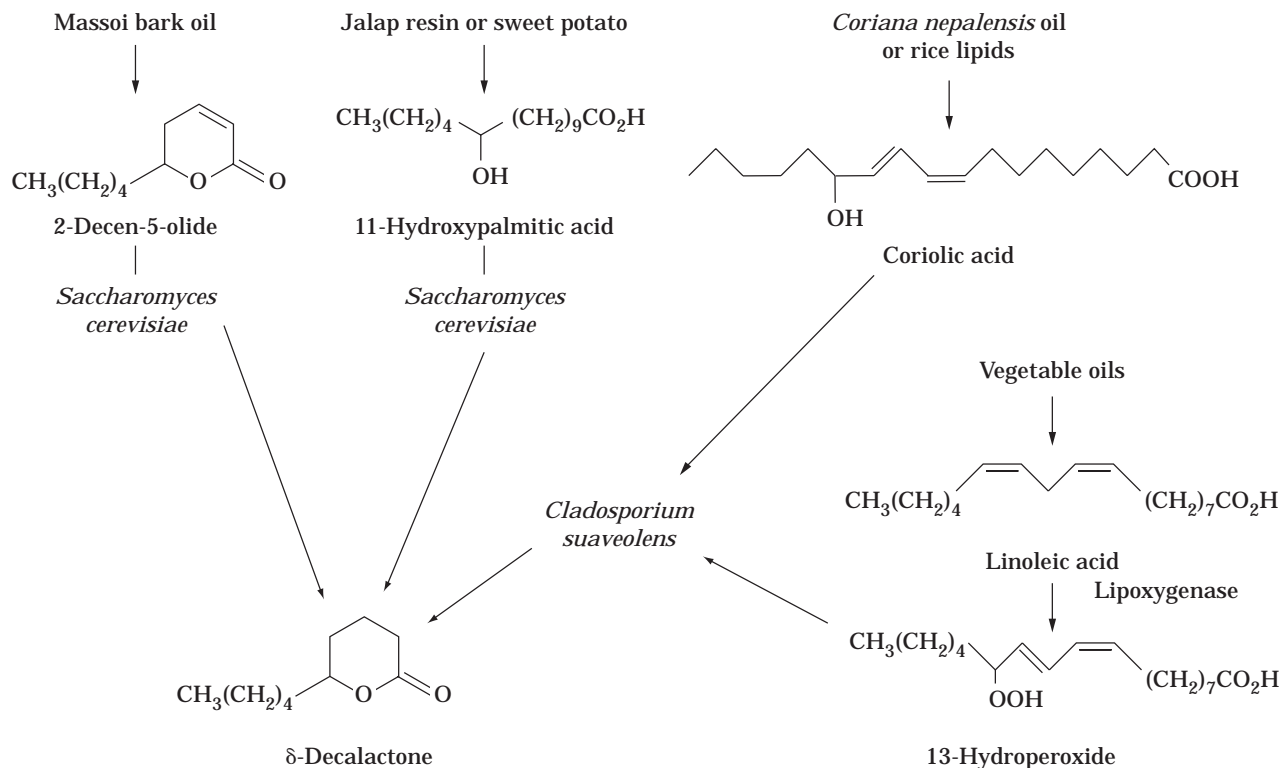 Massoi bark oil
Jalap resin or sweet potato
Coriana nepalensis oil
or rice lipids
CH3(CH2)4
O
O
2-Decen-5-olide
CH3(CH2)4
(CH2)9CO2H
OH
11-Hydroxypalmitic acid
OH
COOH
Coriolic acid
Saccharomyces
cerevisiae
Saccharomyces
cerevisiae
Vegetable oils
CH3(CH2)4
(CH2)7CO2H
Linoleic acid
Lipoxygenase
Cladosporium
suaveolens
CH3(CH2)4
OOH
(CH2)7CO2H
13-Hydroperoxide
CH3(CH2)4
O
O
δ-Decalactone